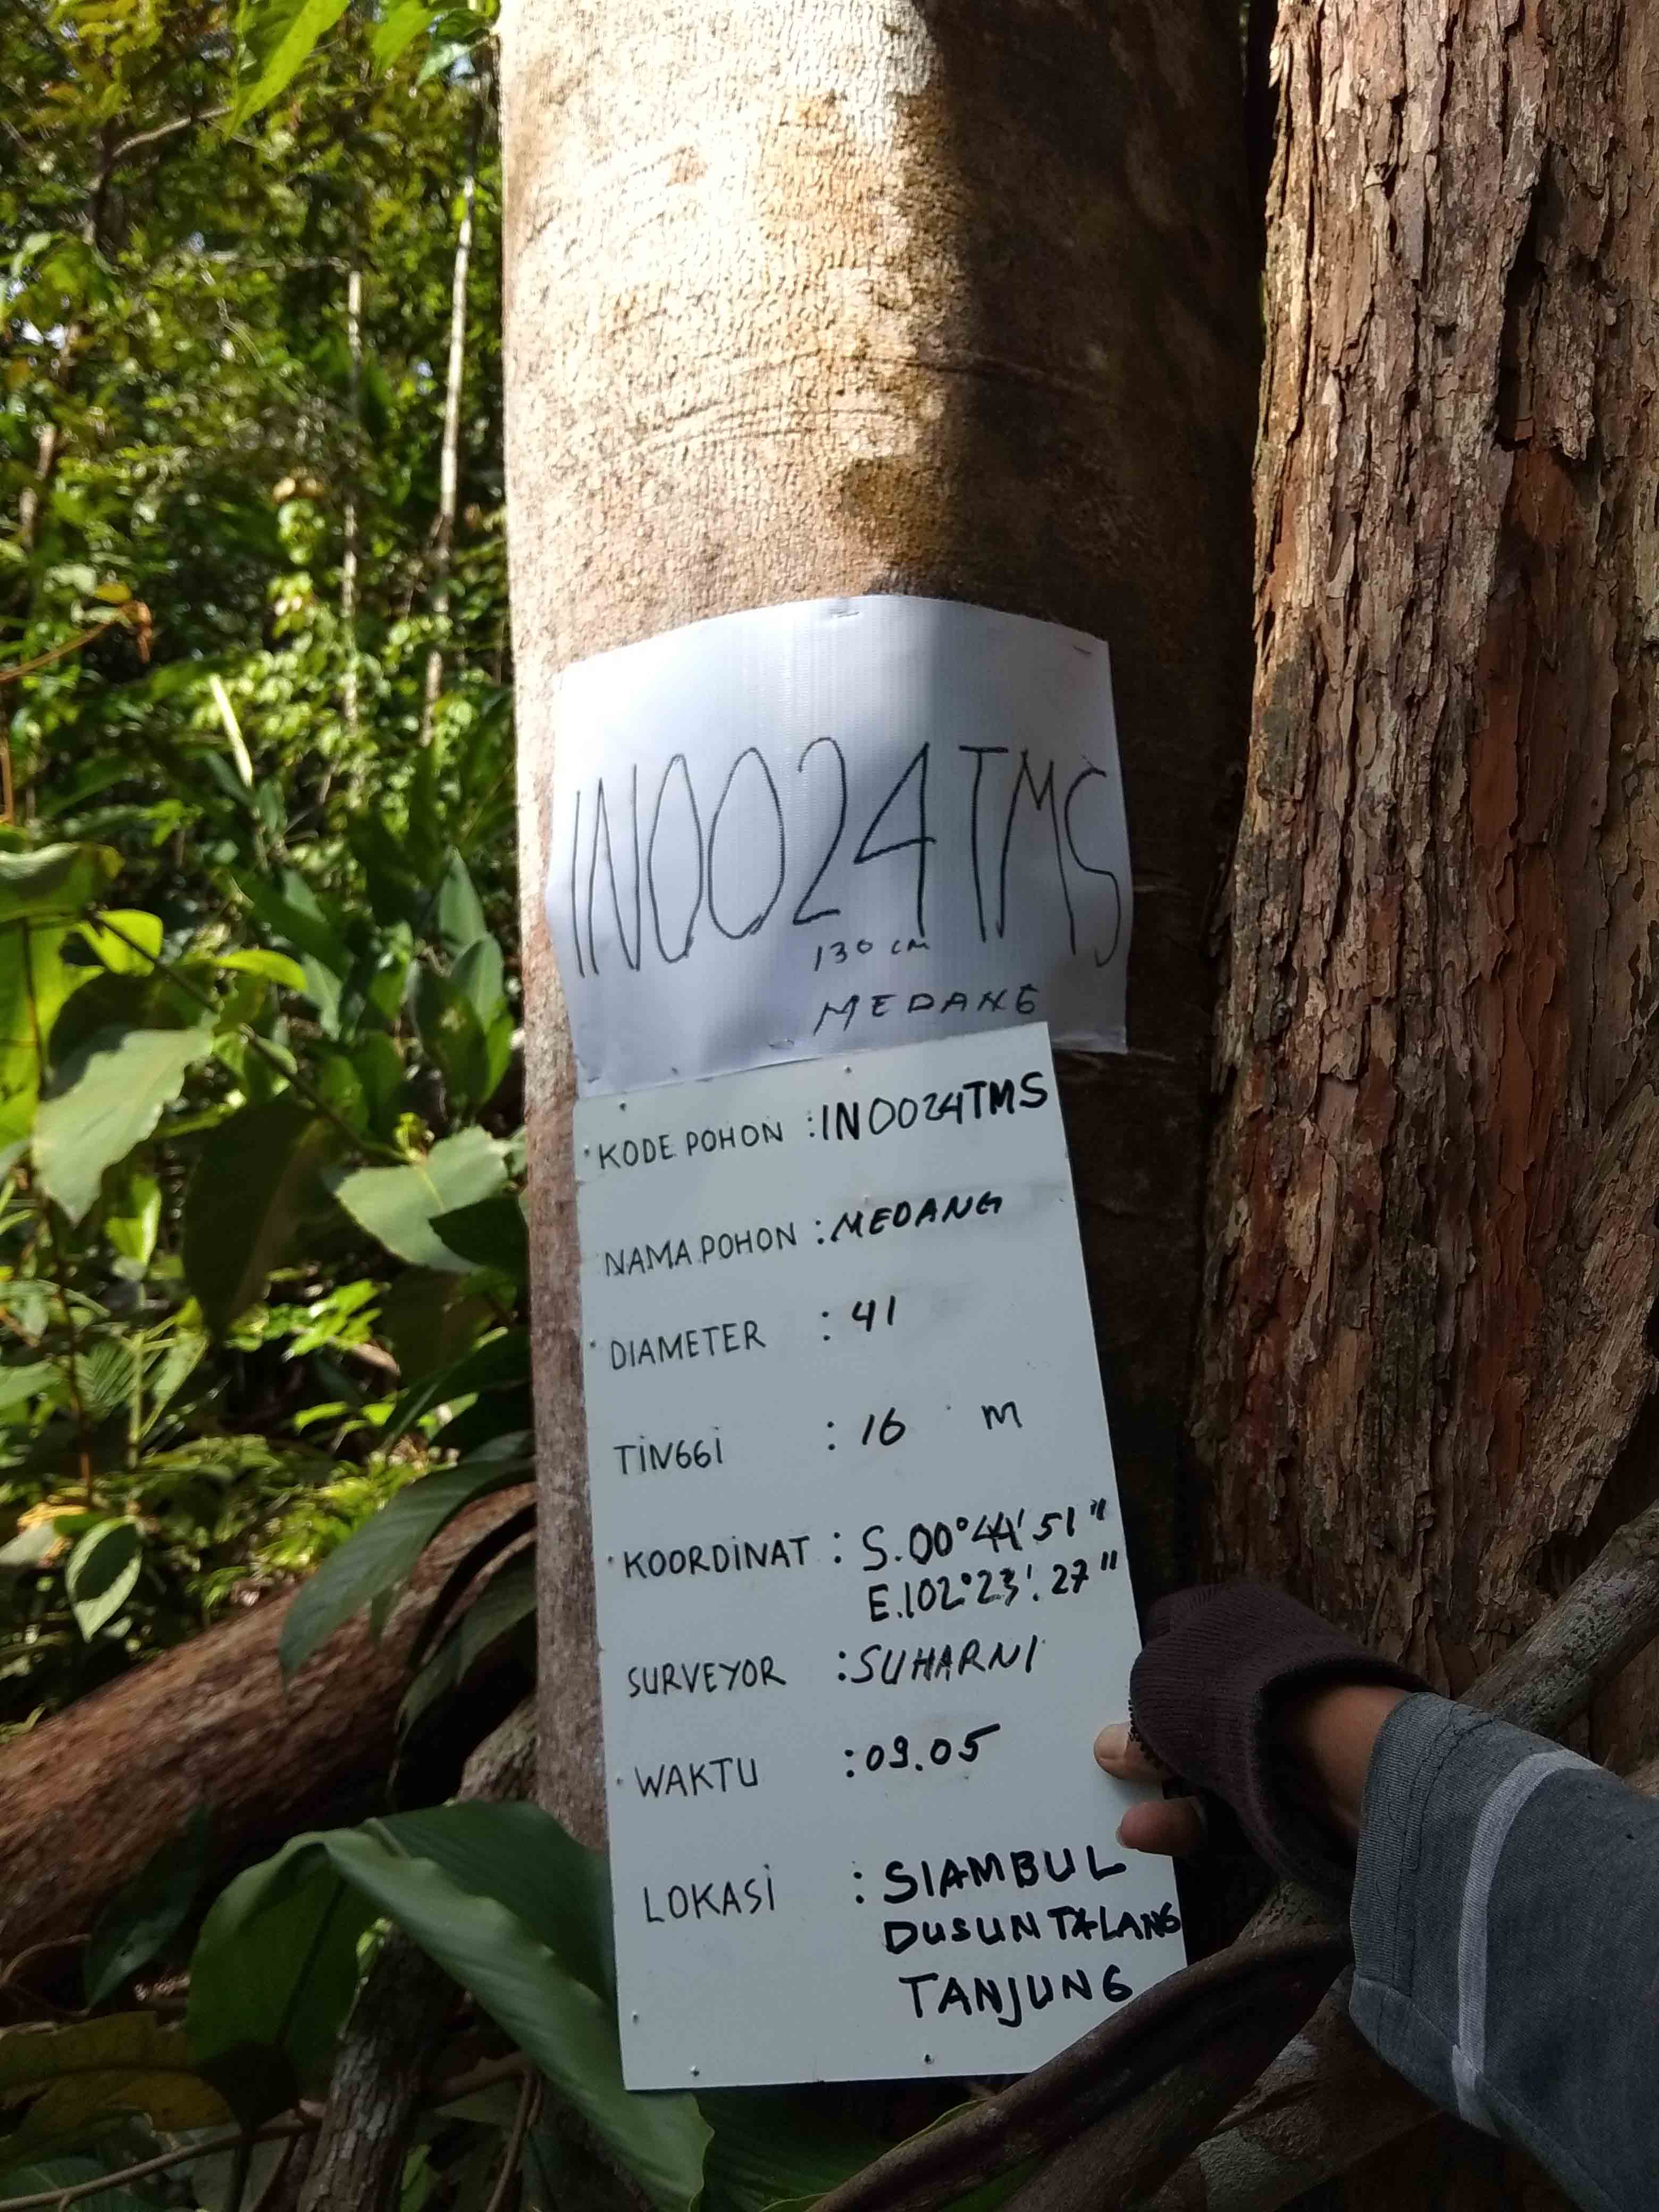 IN0024TMS
130 cm
MEDANG
KODE POHON : IN0024TMS
NAMA POHON : MEDANG
DIAMETER : 41
TINGGI : 16 M
KOORDINAT : S.00°44'51"
E.102°23'.27"
SURVEYOR : SUHARNI
WAKTU : 09.05
LOKASI : SIAMBUL
DUSUN TALANG
TANJUNG